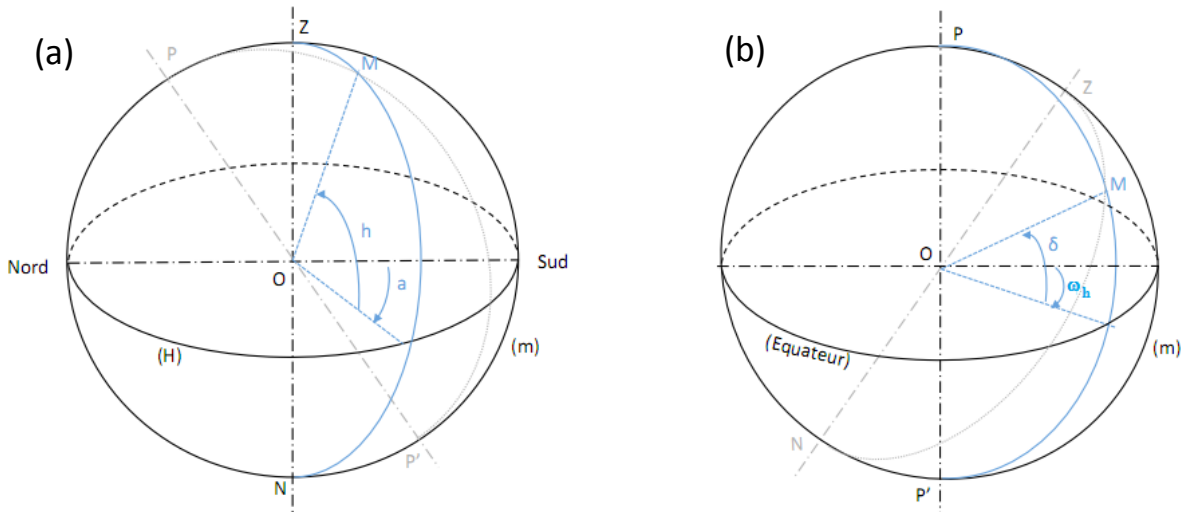 (a)
Z
P
M
h
Nord
O
a
Sud
(H)
(m)
P'
N
(b)
P
Z
M
δ
O
ωh
(Equateur)
(m)
N
P'